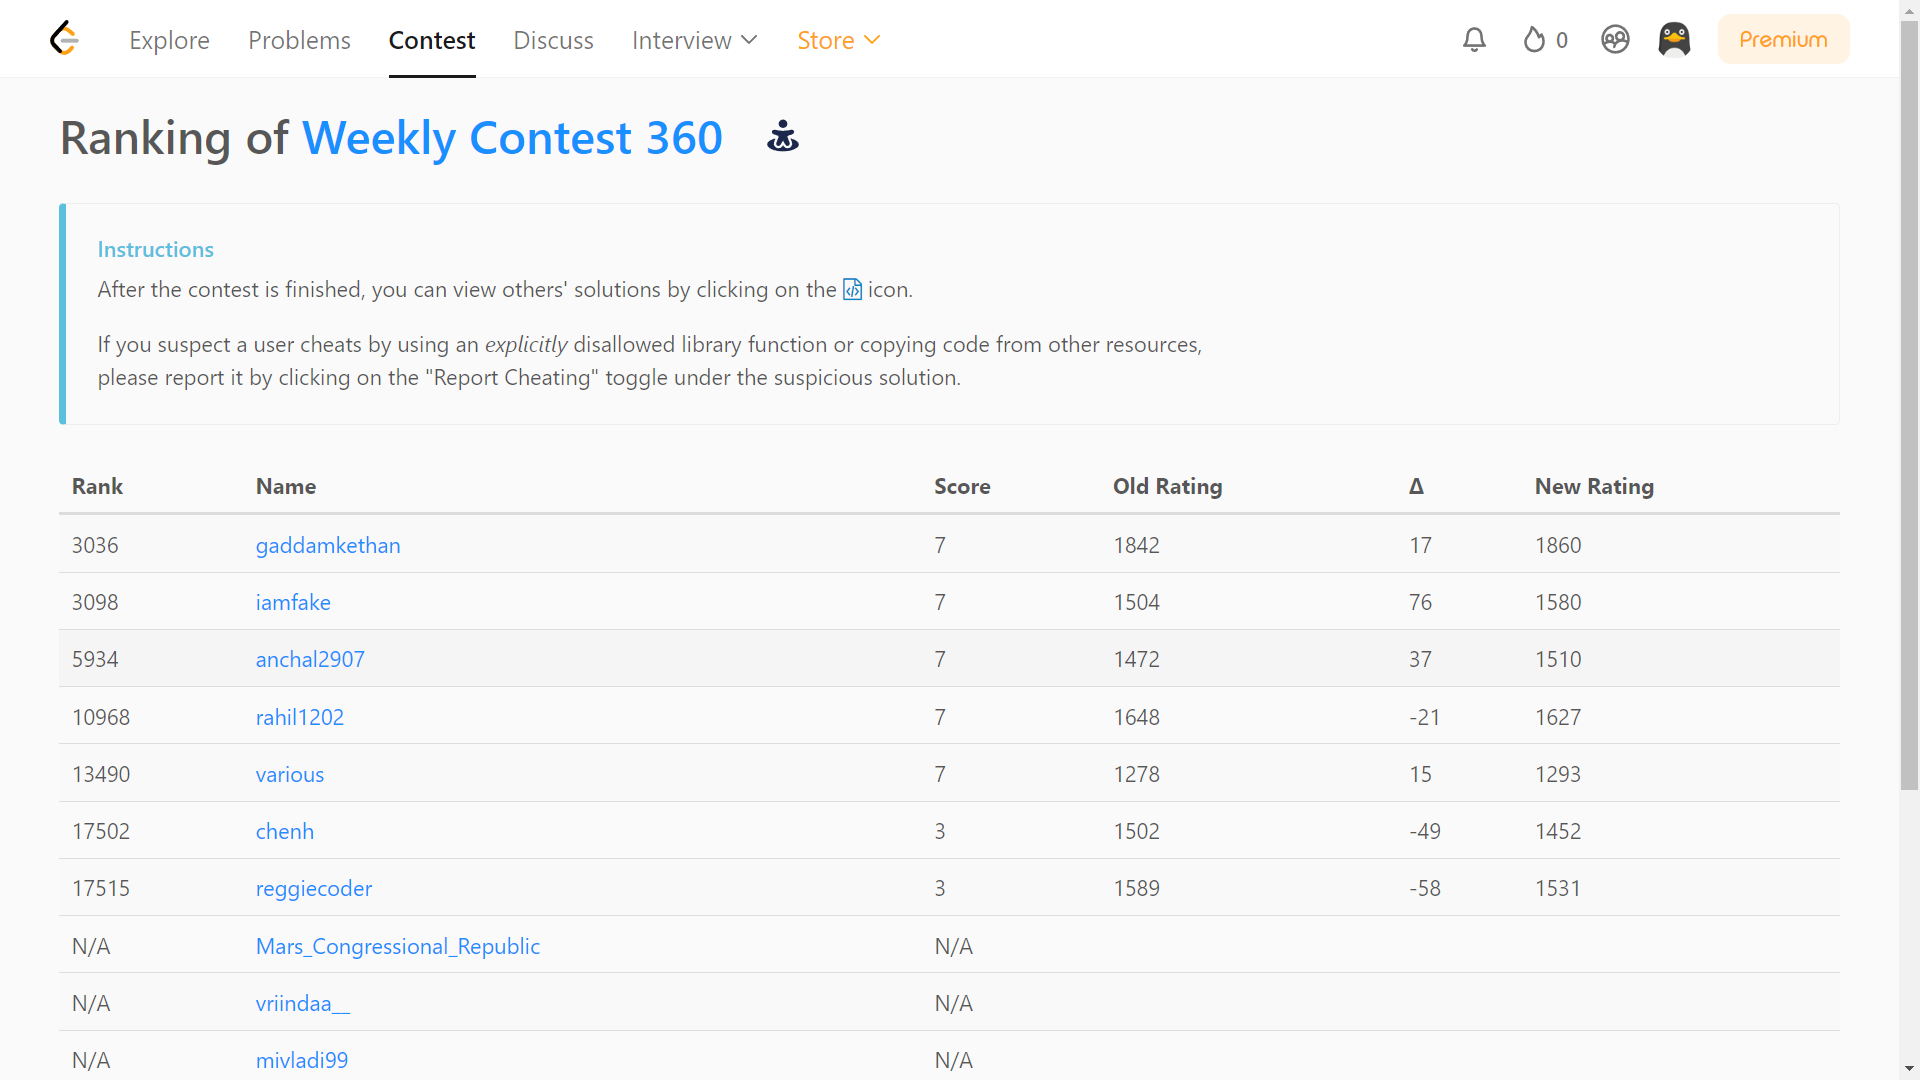 Explore Problems Contest Discuss Interview Store 0 Premium
Ranking of Weekly Contest 360
Instructions
After the contest is finished, you can view others' solutions by clicking on the icon.
If you suspect a user cheats by using an explicitly disallowed library function or copying code from other resources,
please report it by clicking on the "Report Cheating" toggle under the suspicious solution.
Rank Name Score Old Rating Δ New Rating
3036 gaddamkethan 7 1842 17 1860
3098 iamfake 7 1504 76 1580
5934 anchal2907 7 1472 37 1510
10968 rahil1202 7 1648 -21 1627
13490 various 7 1278 15 1293
17502 chenh 3 1502 -49 1452
17515 reggiecoder 3 1589 -58 1531
N/A Mars_Congressional_Republic N/A
N/A vriindaa__ N/A
N/A mivladi99 N/A